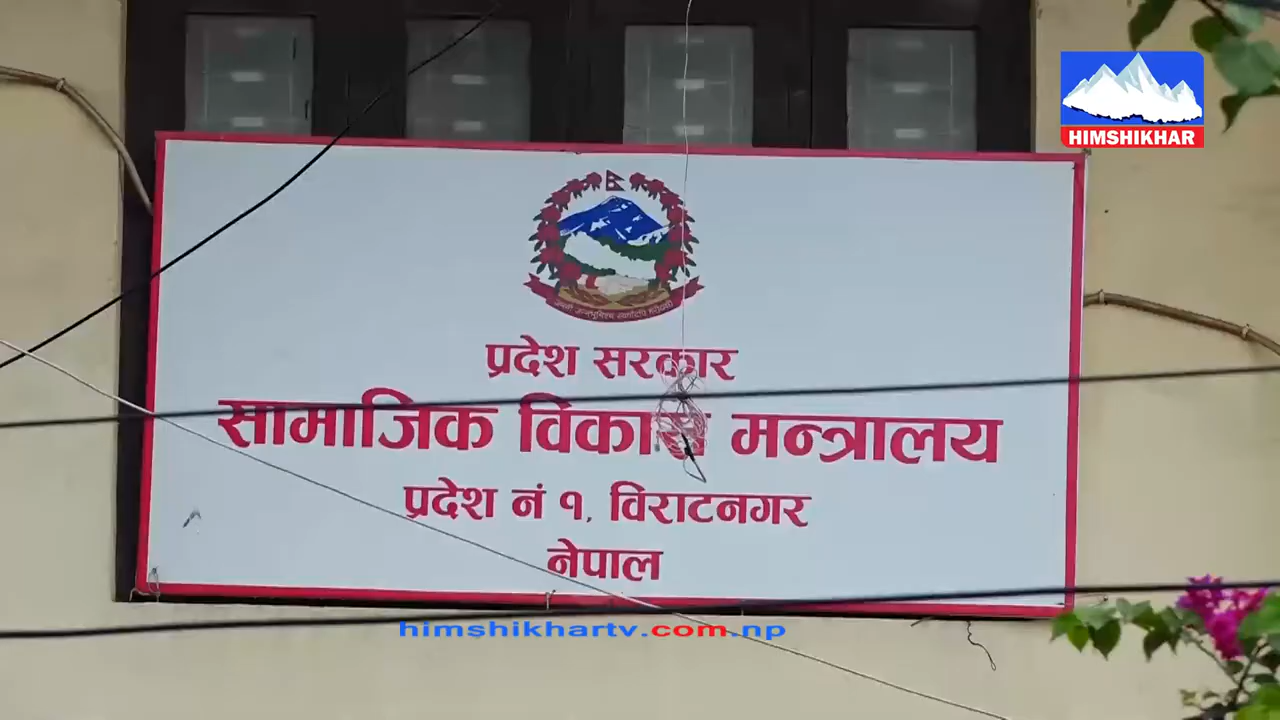 HIMSHIKHAR
प्रदेश सरकार
सामाजिक विकास मन्त्रालय
प्रदेश नं १, विराटनगर
नेपाल
himshikhartv.com.np